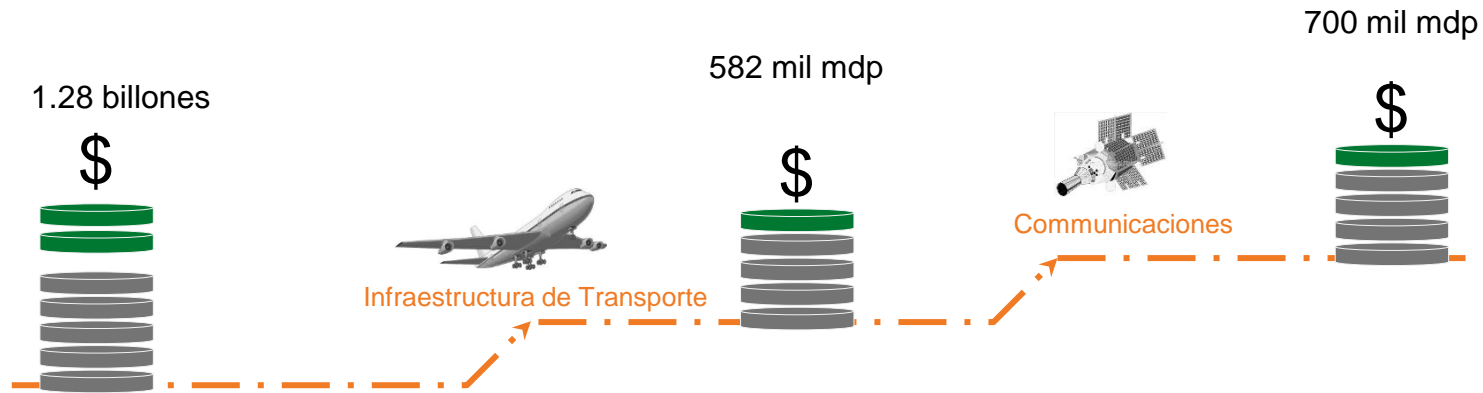 1.28 billones
$
Infraestructura de Transporte
582 mil mdp
$
Communicaciones
700 mil mdp
$